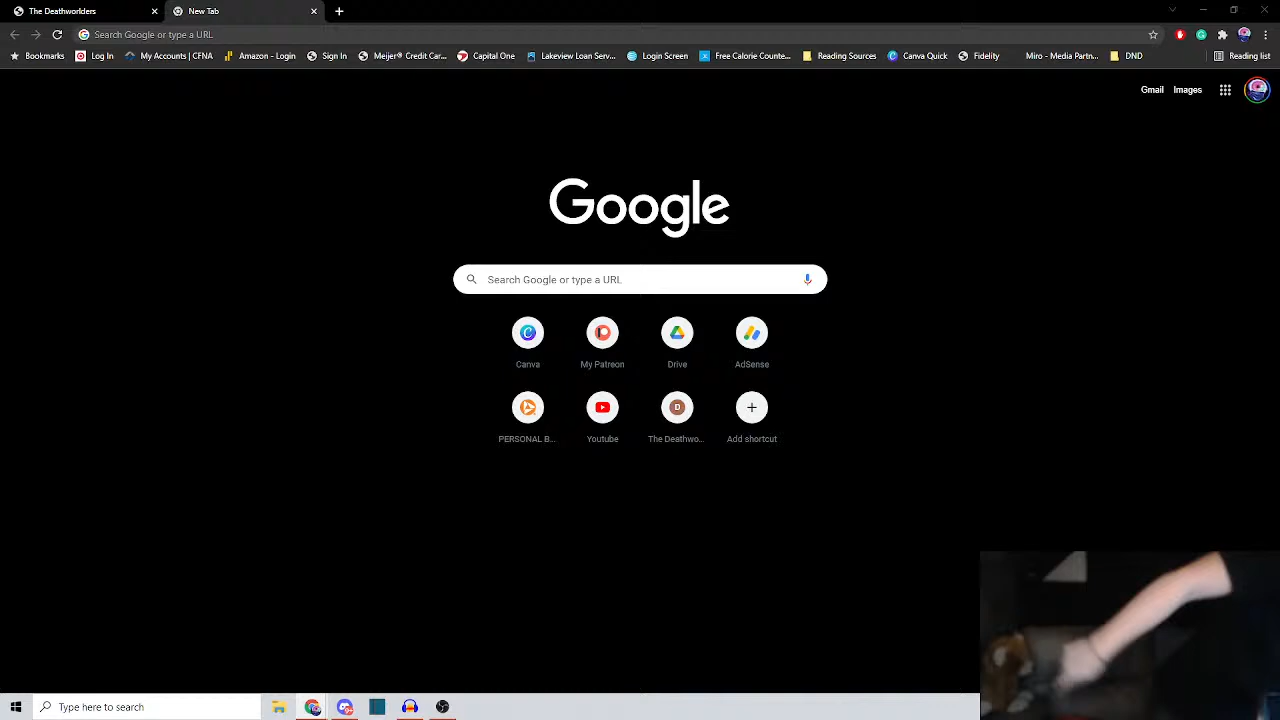 The Deathworlders New Tab
Search Google or type a URL
Bookmarks Log In My Accounts | CFNA Amazon - Login Sign In Meijer® Credit Car... Capital One Lakeview Loan Serv... Login Screen Free Calorie Counte... Reading Sources Canva Quick Fidelity Miro - Media Partn... DND Reading list
Gmail Images
Google
Search Google or type a URL
Canva My Patreon Drive AdSense
D
PERSONAL B... Youtube The Deathwo... Add shortcut
Type here to search